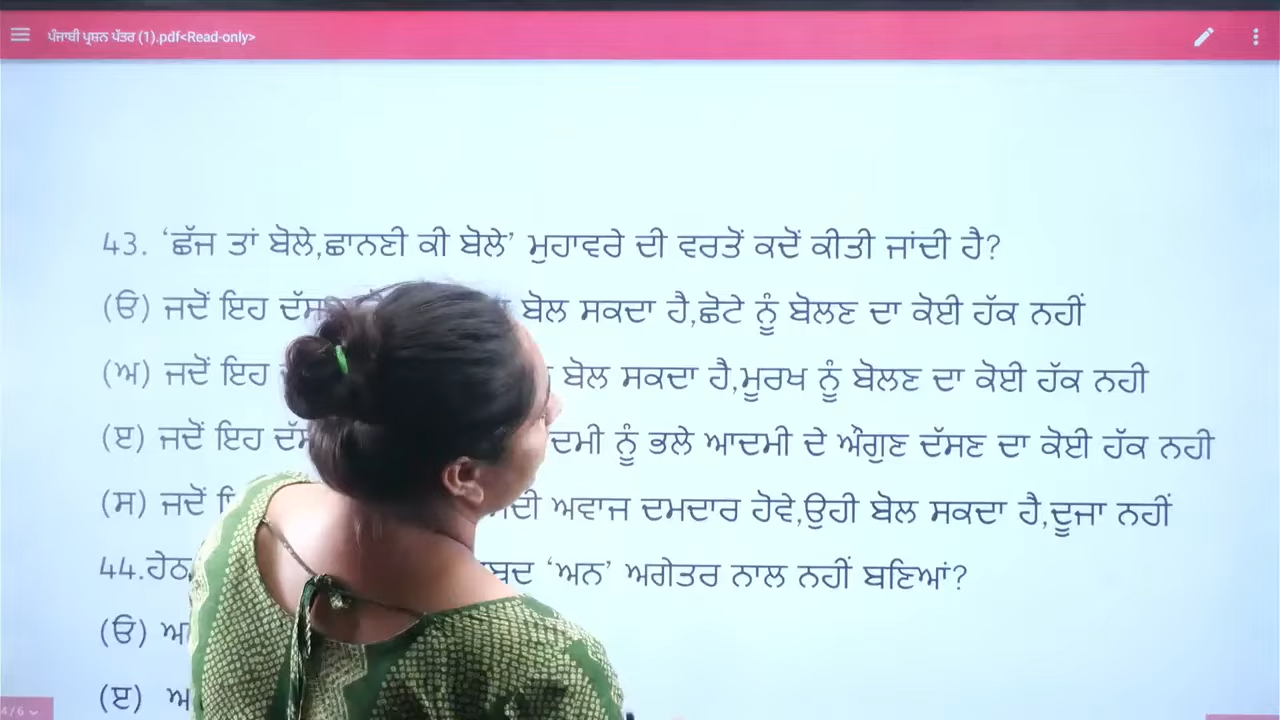 ਪੰਜਾਬੀ ਪ੍ਰਸ਼ਨ ਪੱਤਰ (1).pdf<Read-only>
43. ‘ਛੱਜ ਤਾਂ ਬੋਲੇ,ਛਾਨਣੀ ਕੀ ਬੋਲੇ’ ਮੁਹਾਵਰੇ ਦੀ ਵਰਤੋਂ ਕਦੋਂ ਕੀਤੀ ਜਾਂਦੀ ਹੈ?
(ੳ) ਜਦੋਂ ਇਹ ਬੋਲ ਸਕਦਾ ਹੈ,ਛੋਟੇ ਨੂੰ ਬੋਲਣ ਦਾ ਕੋਈ ਹੱਕ ਨਹੀਂ
(ਅ) ਜਦੋਂ ਇਹ ਬੋਲ ਸਕਦਾ ਹੈ,ਮੂਰਖ ਨੂੰ ਬੋਲਣ ਦਾ ਕੋਈ ਹੱਕ ਨਹੀ
(ੲ) ਜਦੋਂ ਇਹ ਨੂੰ ਭਲੇ ਆਦਮੀ ਦੇ ਔਗੁਣ ਦੱਸਣ ਦਾ ਕੋਈ ਹੱਕ ਨਹੀ
(ਸ) ਜਦੋਂ ਅਵਾਜ ਦਮਦਾਰ ਹੋਵੇ,ਉਹੀ ਬੋਲ ਸਕਦਾ ਹੈ,ਦੂਜਾ ਨਹੀਂ
44. ‘ਅਨ’ ਅਗੇਤਰ ਨਾਲ ਨਹੀਂ ਬਣਿਆਂ?
(ੳ)
(ੲ)
4/6